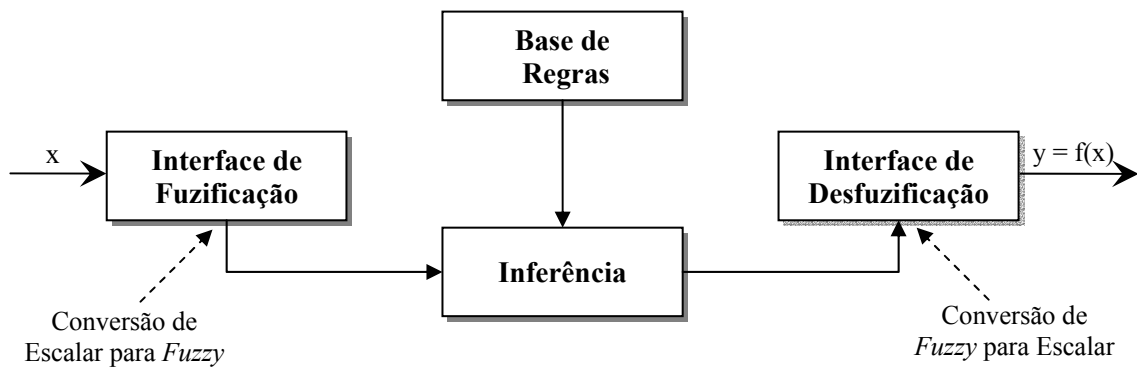 Base de
Regras
x
Interface de
Fuzificação
Interface de
Desfuzificação
y = f(x)
Inferência
Conversão de
Escalar para Fuzzy
Conversão de
Fuzzy para Escalar